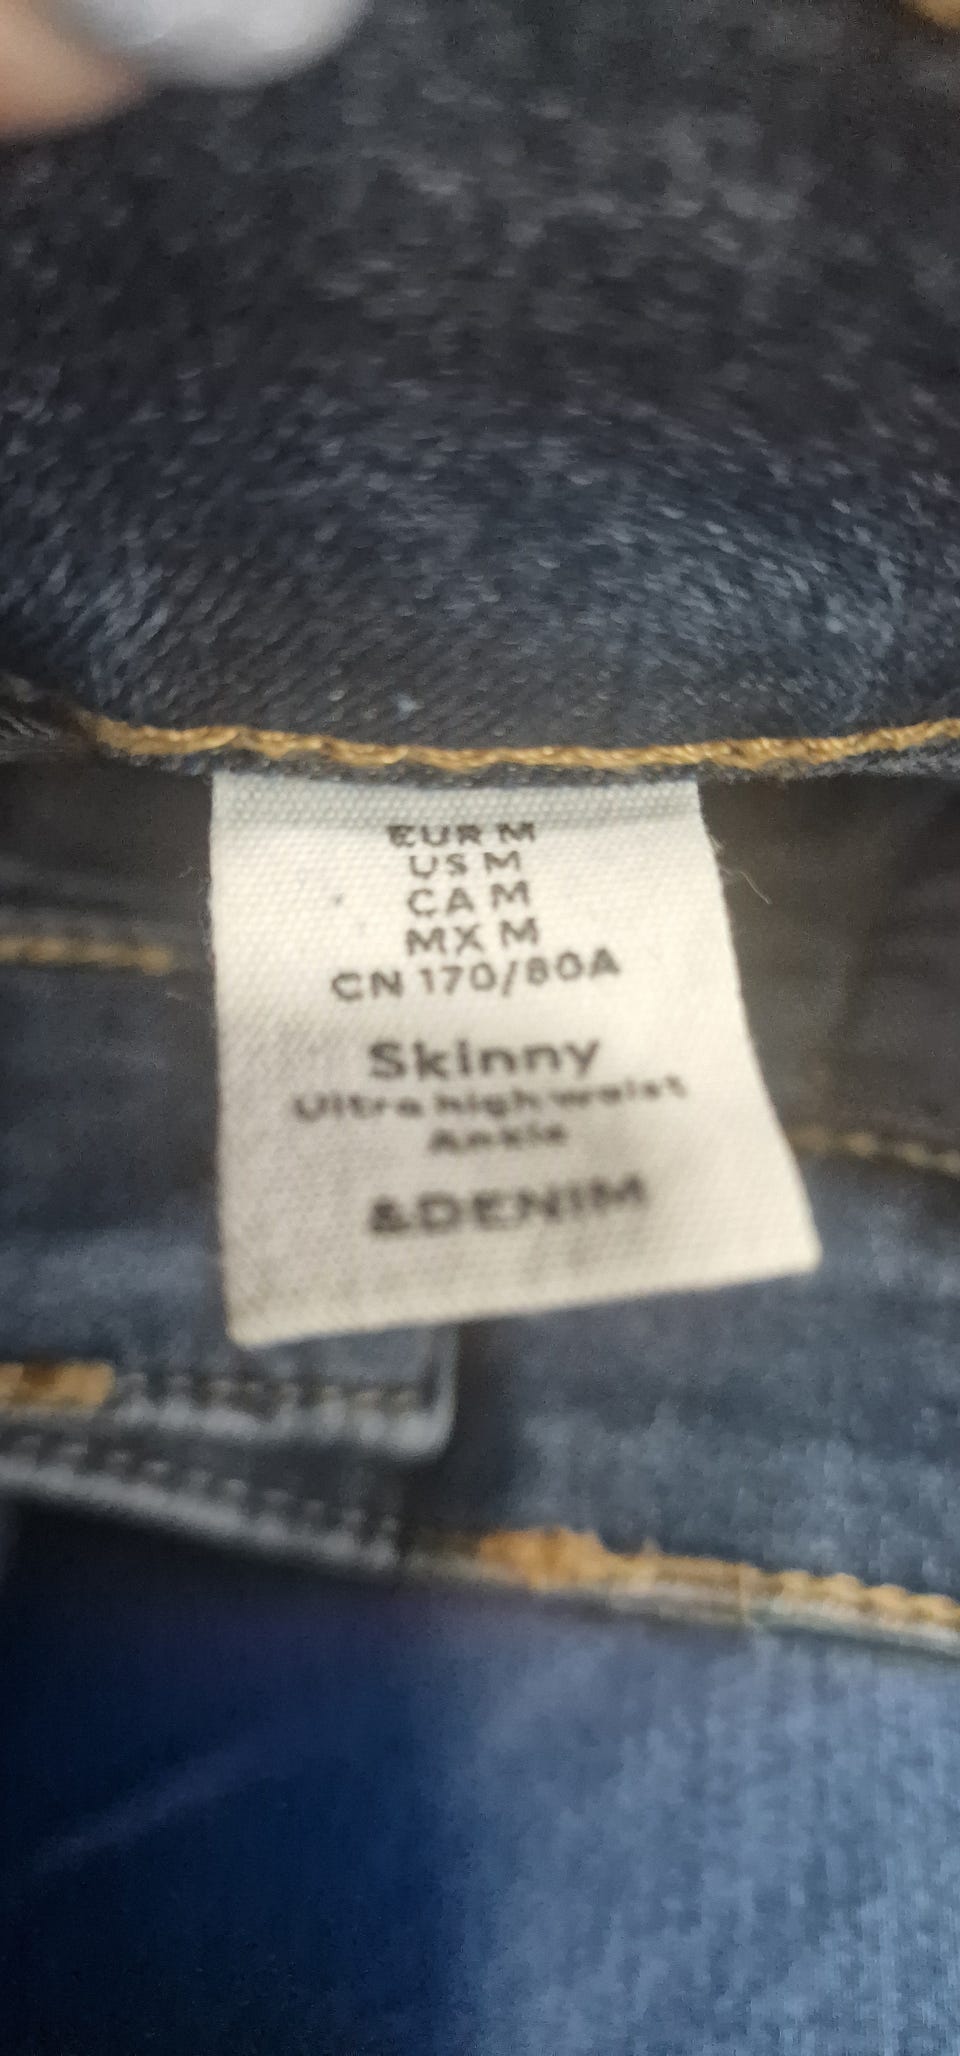 EUR M
US M
CA M
MX M
CN 170/80A
Skinny
Ultra high waist
Ankle
&DENIM